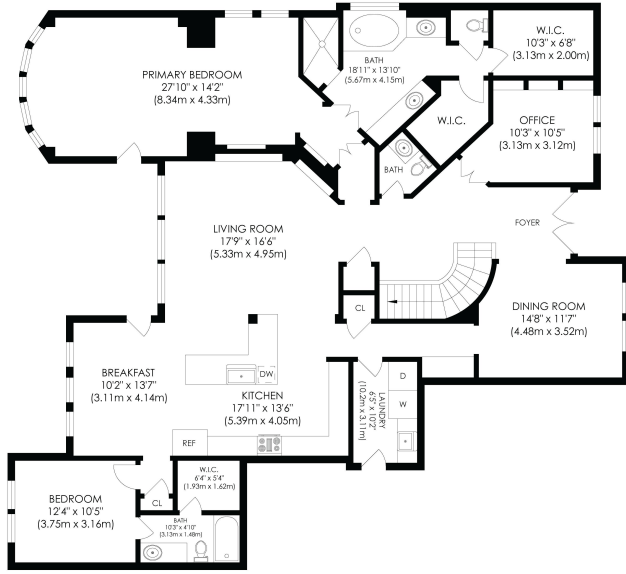 PRIMARY BEDROOM
27'10" x 14'2"
(8.34m x 4.33m)
BATH
18'11" x 13'10"
(5.67m x 4.15m)
W.I.C.
10'3" x 6'8"
(3.13m x 2.00m)
W.I.C.
OFFICE
10'3" x 10'5"
(3.13m x 3.12m)
BATH
FOYER
LIVING ROOM
17'9" x 16'6"
(5.33m x 4.95m)
CL
DINING ROOM
14'8" x 11'7"
(4.48m x 3.52m)
BREAKFAST
10'2" x 13'7"
(3.11m x 4.14m)
DW
KITCHEN
17'11" x 13'6"
(5.39m x 4.05m)
REF
LAUNDRY
6'5" x 10'2"
(10.2m x 3.11m)
D
W
BEDROOM
12'4" x 10'5"
(3.75m x 3.16m)
CL
W.I.C.
6'4" x 5'4"
(1.93m x 1.62m)
BATH
10'3" x 4'10"
(3.13m x 1.48m)